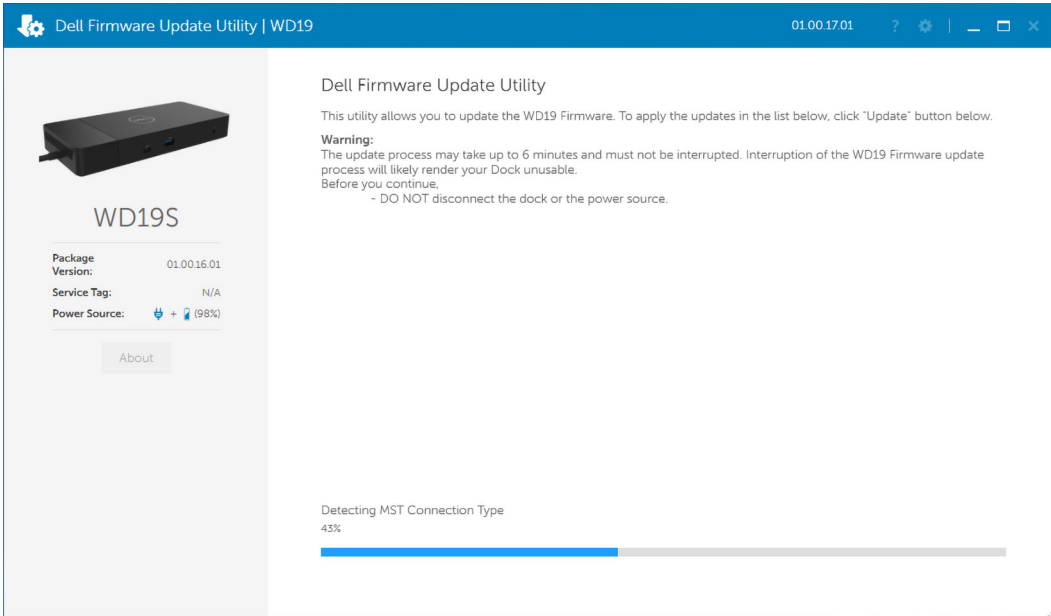 Dell Firmware Update Utility | WD19
01.00.17.01
?
Dell Firmware Update Utility
This utility allows you to update the WD19 Firmware. To apply the updates in the list below, click "Update" button below.
Warning:
The update process may take up to 6 minutes and must not be interrupted. Interruption of the WD19 Firmware update
process will likely render your Dock unusable.
Before you continue,
- DO NOT disconnect the dock or the power source.
WD19S
Package
Version: 01.00.16.01
Service Tag: N/A
Power Source: + (98%)
About
Detecting MST Connection Type
43%